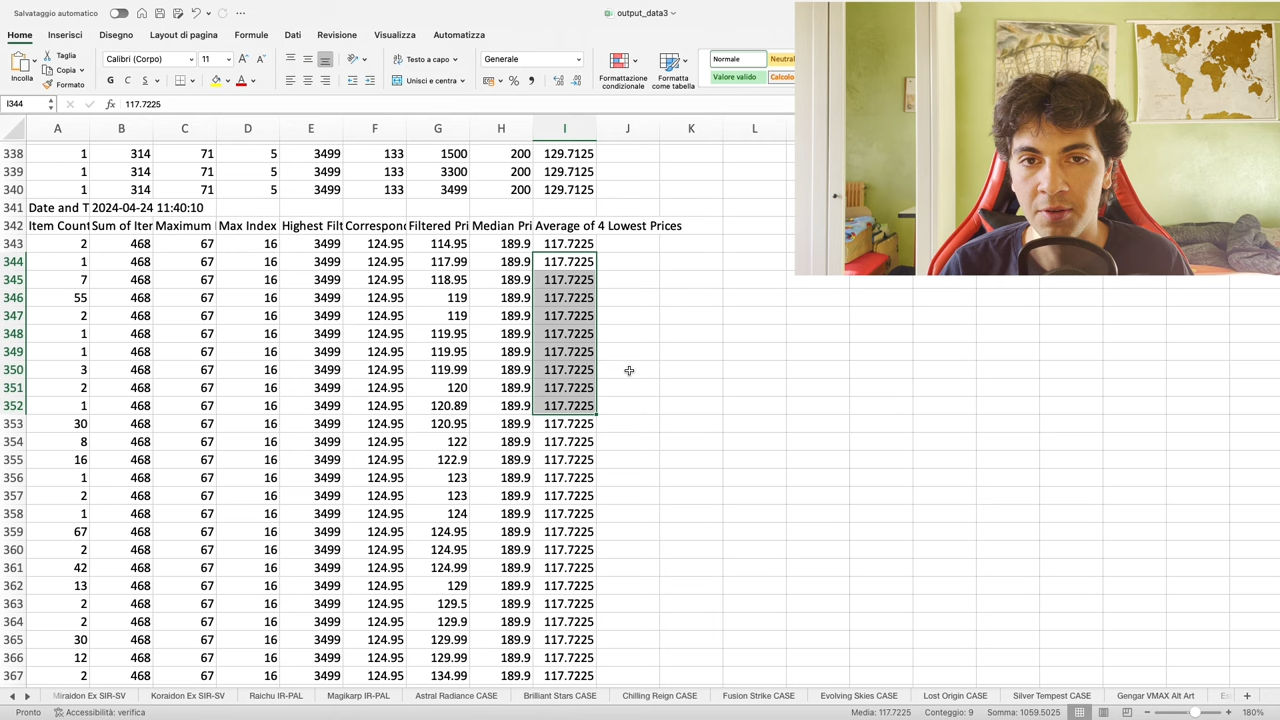 Salvataggio automatico output_data3
Home Inserisci Disegno Layout di pagina Formule Dati Revisione Visualizza Automatizza
Incolla Taglia Copia Formato Calibri (Corpo) 11 A A G C S A Testo a capo Unisci e centra Generale % 000 Formattazione condizionale Formatta come tabella Normale Neutral Valore valido Calcolo
I344 fx 117.7225
A B C D E F G H I J K L
338 1 314 71 5 3499 133 1500 200 129.7125
339 1 314 71 5 3499 133 3300 200 129.7125
340 1 314 71 5 3499 133 3499 200 129.7125
341 Date and T 2024-04-24 11:40:10
342 Item Count Sum of Ite Maximum Max Index Highest Filt Correspon Filtered Pri Median Pri Average of 4 Lowest Prices
343 2 468 67 16 3499 124.95 114.95 189.9 117.7225
344 1 468 67 16 3499 124.95 117.99 189.9 117.7225
345 7 468 67 16 3499 124.95 118.95 189.9 117.7225
346 55 468 67 16 3499 124.95 119 189.9 117.7225
347 2 468 67 16 3499 124.95 119 189.9 117.7225
348 1 468 67 16 3499 124.95 119.95 189.9 117.7225
349 1 468 67 16 3499 124.95 119.95 189.9 117.7225
350 3 468 67 16 3499 124.95 119.99 189.9 117.7225
351 2 468 67 16 3499 124.95 120 189.9 117.7225
352 1 468 67 16 3499 124.95 120.89 189.9 117.7225
353 30 468 67 16 3499 124.95 120.95 189.9 117.7225
354 8 468 67 16 3499 124.95 122 189.9 117.7225
355 16 468 67 16 3499 124.95 122.9 189.9 117.7225
356 1 468 67 16 3499 124.95 123 189.9 117.7225
357 2 468 67 16 3499 124.95 123 189.9 117.7225
358 1 468 67 16 3499 124.95 124 189.9 117.7225
359 67 468 67 16 3499 124.95 124.95 189.9 117.7225
360 2 468 67 16 3499 124.95 124.95 189.9 117.7225
361 42 468 67 16 3499 124.95 124.99 189.9 117.7225
362 13 468 67 16 3499 124.95 129 189.9 117.7225
363 2 468 67 16 3499 124.95 129.5 189.9 117.7225
364 2 468 67 16 3499 124.95 129.9 189.9 117.7225
365 30 468 67 16 3499 124.95 129.99 189.9 117.7225
366 12 468 67 16 3499 124.95 129.99 189.9 117.7225
367 2 468 67 16 3499 124.95 134.99 189.9 117.7225
Miraidon Ex SIR-SV Koraidon Ex SIR-SV Raichu IR-PAL Magikarp IR-PAL Astral Radiance CASE Brilliant Stars CASE Chilling Reign CASE Fusion Strike CASE Evolving Skies CASE Lost Origin CASE Silver Tempest CASE Gengar VMAX Alt Art
Pronto Accessibilità: verifica Media: 117.7225 Conteggio: 9 Somma: 1059.5025 180%